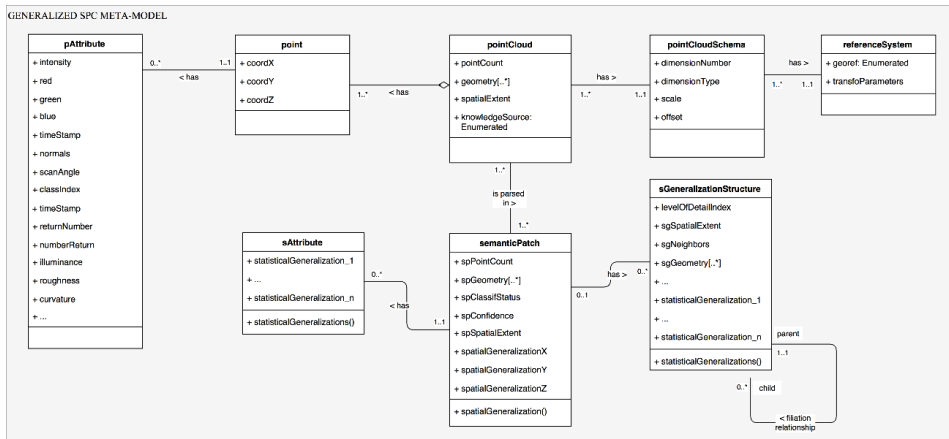 GENERALIZED SPC META-MODEL
pAttribute
+ intensity
+ red
+ green
+ blue
+ timeStamp
+ normals
+ scanAngle
+ classIndex
+ timeStamp
+ returnNumber
+ numberReturn
+ illuminance
+ roughness
+ curvature
+ ...
0..*
1..1
< has
point
+ coordX
+ coordY
+ coordZ
1..*
< has
pointCloud
+ pointCount
+ geometry[..*]
+ spatialExtent
+ knowledgeSource:
Enumerated
has >
1..*
1..1
pointCloudSchema
+ dimensionNumber
+ dimensionType
+ scale
+ offset
has >
1..*
1..1
referenceSystem
+ georef: Enumerated
+ transfoParameters
1..*
is parsed
in >
1..*
sAttribute
+ statisticalGeneralization_1
+ ...
+ statisticalGeneralization_n
+ statisticalGeneralizations()
0..*
< has
1..1
semanticPatch
+ spPointCount
+ spGeometry[..*]
+ spClassifStatus
+ spConfidence
+ spSpatialExtent
+ spatialGeneralizationX
+ spatialGeneralizationY
+ spatialGeneralizationZ
+ spatialGeneralization()
has >
0..*
0..1
sGeneralizationStructure
+ levelOfDetailIndex
+ sgSpatialExtent
+ sgNeighbors
+ sgGeometry[..*]
+ ...
+ statisticalGeneralization_1
+ ...
+ statisticalGeneralization_n
+ statisticalGeneralizations()
parent
1..1
0..*
child
< filiation
relationship